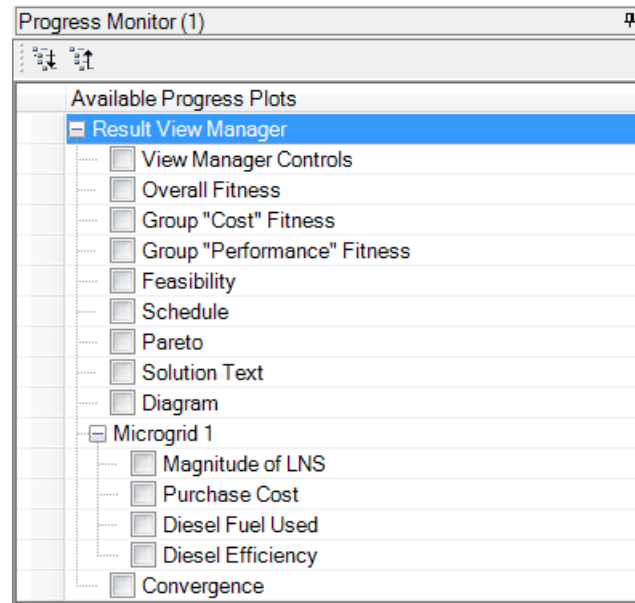 Progress Monitor (1)
Available Progress Plots
Result View Manager
View Manager Controls
Overall Fitness
Group "Cost" Fitness
Group "Performance" Fitness
Feasibility
Schedule
Pareto
Solution Text
Diagram
Microgrid 1
Magnitude of LNS
Purchase Cost
Diesel Fuel Used
Diesel Efficiency
Convergence